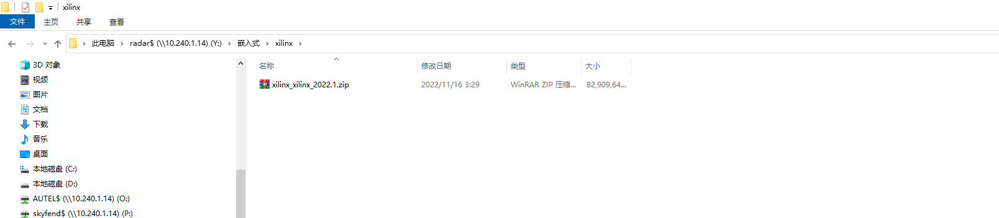 xilinx
文件 主页 共享 查看
此电脑 radar$ (\\10.240.1.14) (Y:) 嵌入式 xilinx
3D 对象
视频
图片
文档
下载
音乐
桌面
本地磁盘 (C:)
本地磁盘 (D:)
AUTEL$ (\\10.240.1.14) (O:)
skyfend$ (\\10.240.1.14) (P:)
名称 修改日期 类型 大小
xilinx_xilinx_2022.1.zip 2022/11/16 3:29 WinRAR ZIP 压缩... 82,909,64...